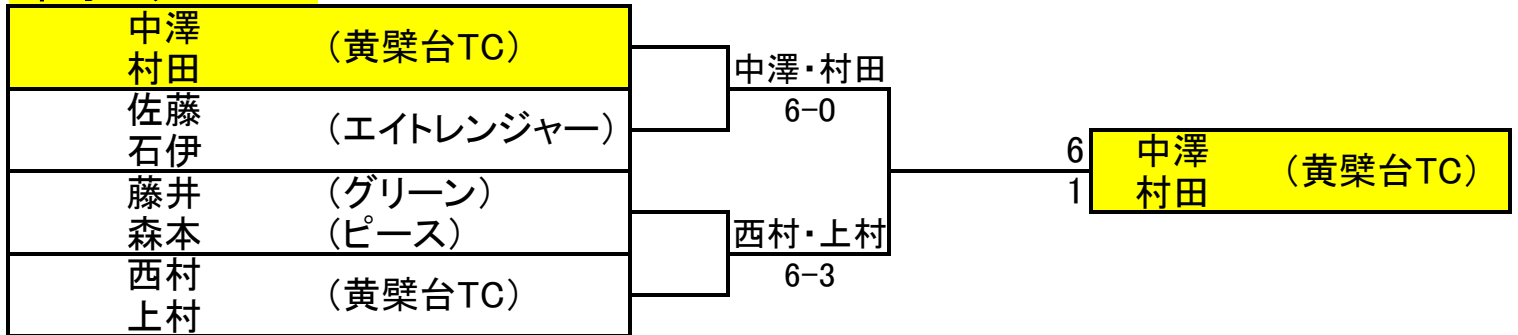 中澤 (黄檗台TC)
村田
佐藤 (エイトレンジャー)
石伊
藤井 (グリーン)
森本 (ピース)
西村 (黄檗台TC)
上村
中澤・村田
6-0
西村・上村
6-3
6
1
中澤 (黄檗台TC)
村田